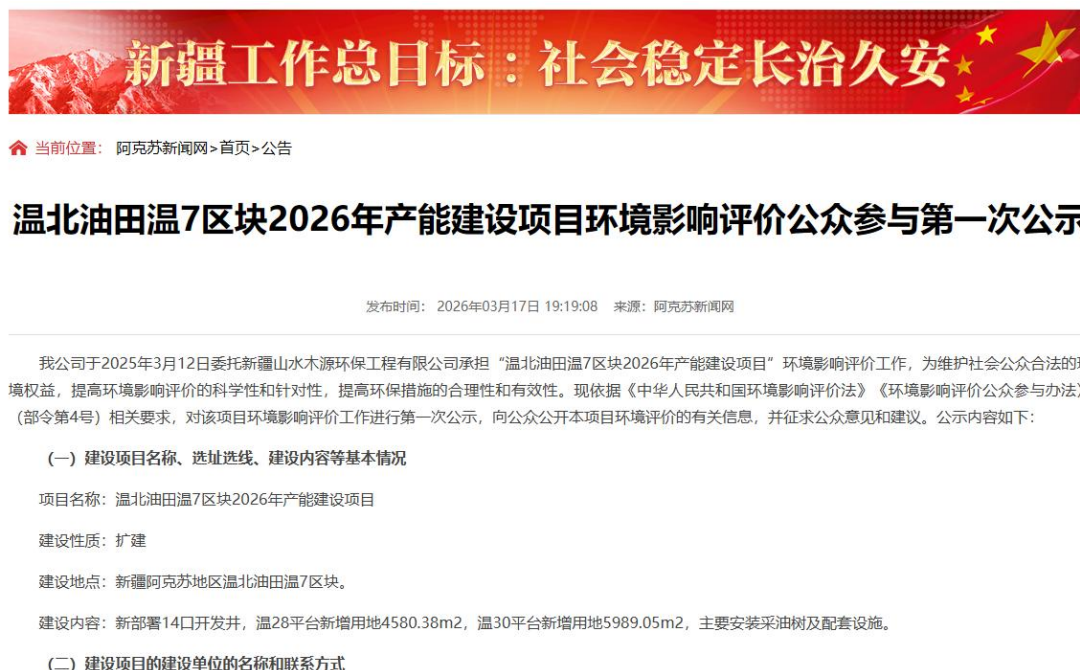 新疆工作总目标：社会稳定长治久安
当前位置： 阿克苏新闻网>首页>公告
温北油田温7区块2026年产能建设项目环境影响评价公众参与第一次公示
发布时间： 2026年03月17日 19:19:08 来源： 阿克苏新闻网
我公司于2025年3月12日委托新疆山水木源环保工程有限公司承担“温北油田温7区块2026年产能建设项目”环境影响评价工作，为维护社会公众合法的
境权益，提高环境影响评价的科学性和针对性，提高环保措施的合理性和有效性。现依据《中华人民共和国环境影响评价法》《环境影响评价公众参与办法》
（部令第4号）相关要求，对该项目环境影响评价工作进行第一次公示，向公众公开本项目环境评价的有关信息，并征求公众意见和建议。公示内容如下：
（一）建设项目名称、选址选线、建设内容等基本情况
项目名称：温北油田温7区块2026年产能建设项目
建设性质：扩建
建设地点：新疆阿克苏地区温北油田温7区块。
建设内容：新部署14口开发井，温28平台新增用地4580.38m2，温30平台新增用地5989.05m2，主要安装采油树及配套设施。
（二）建设项目的建设单位的名称和联系方式